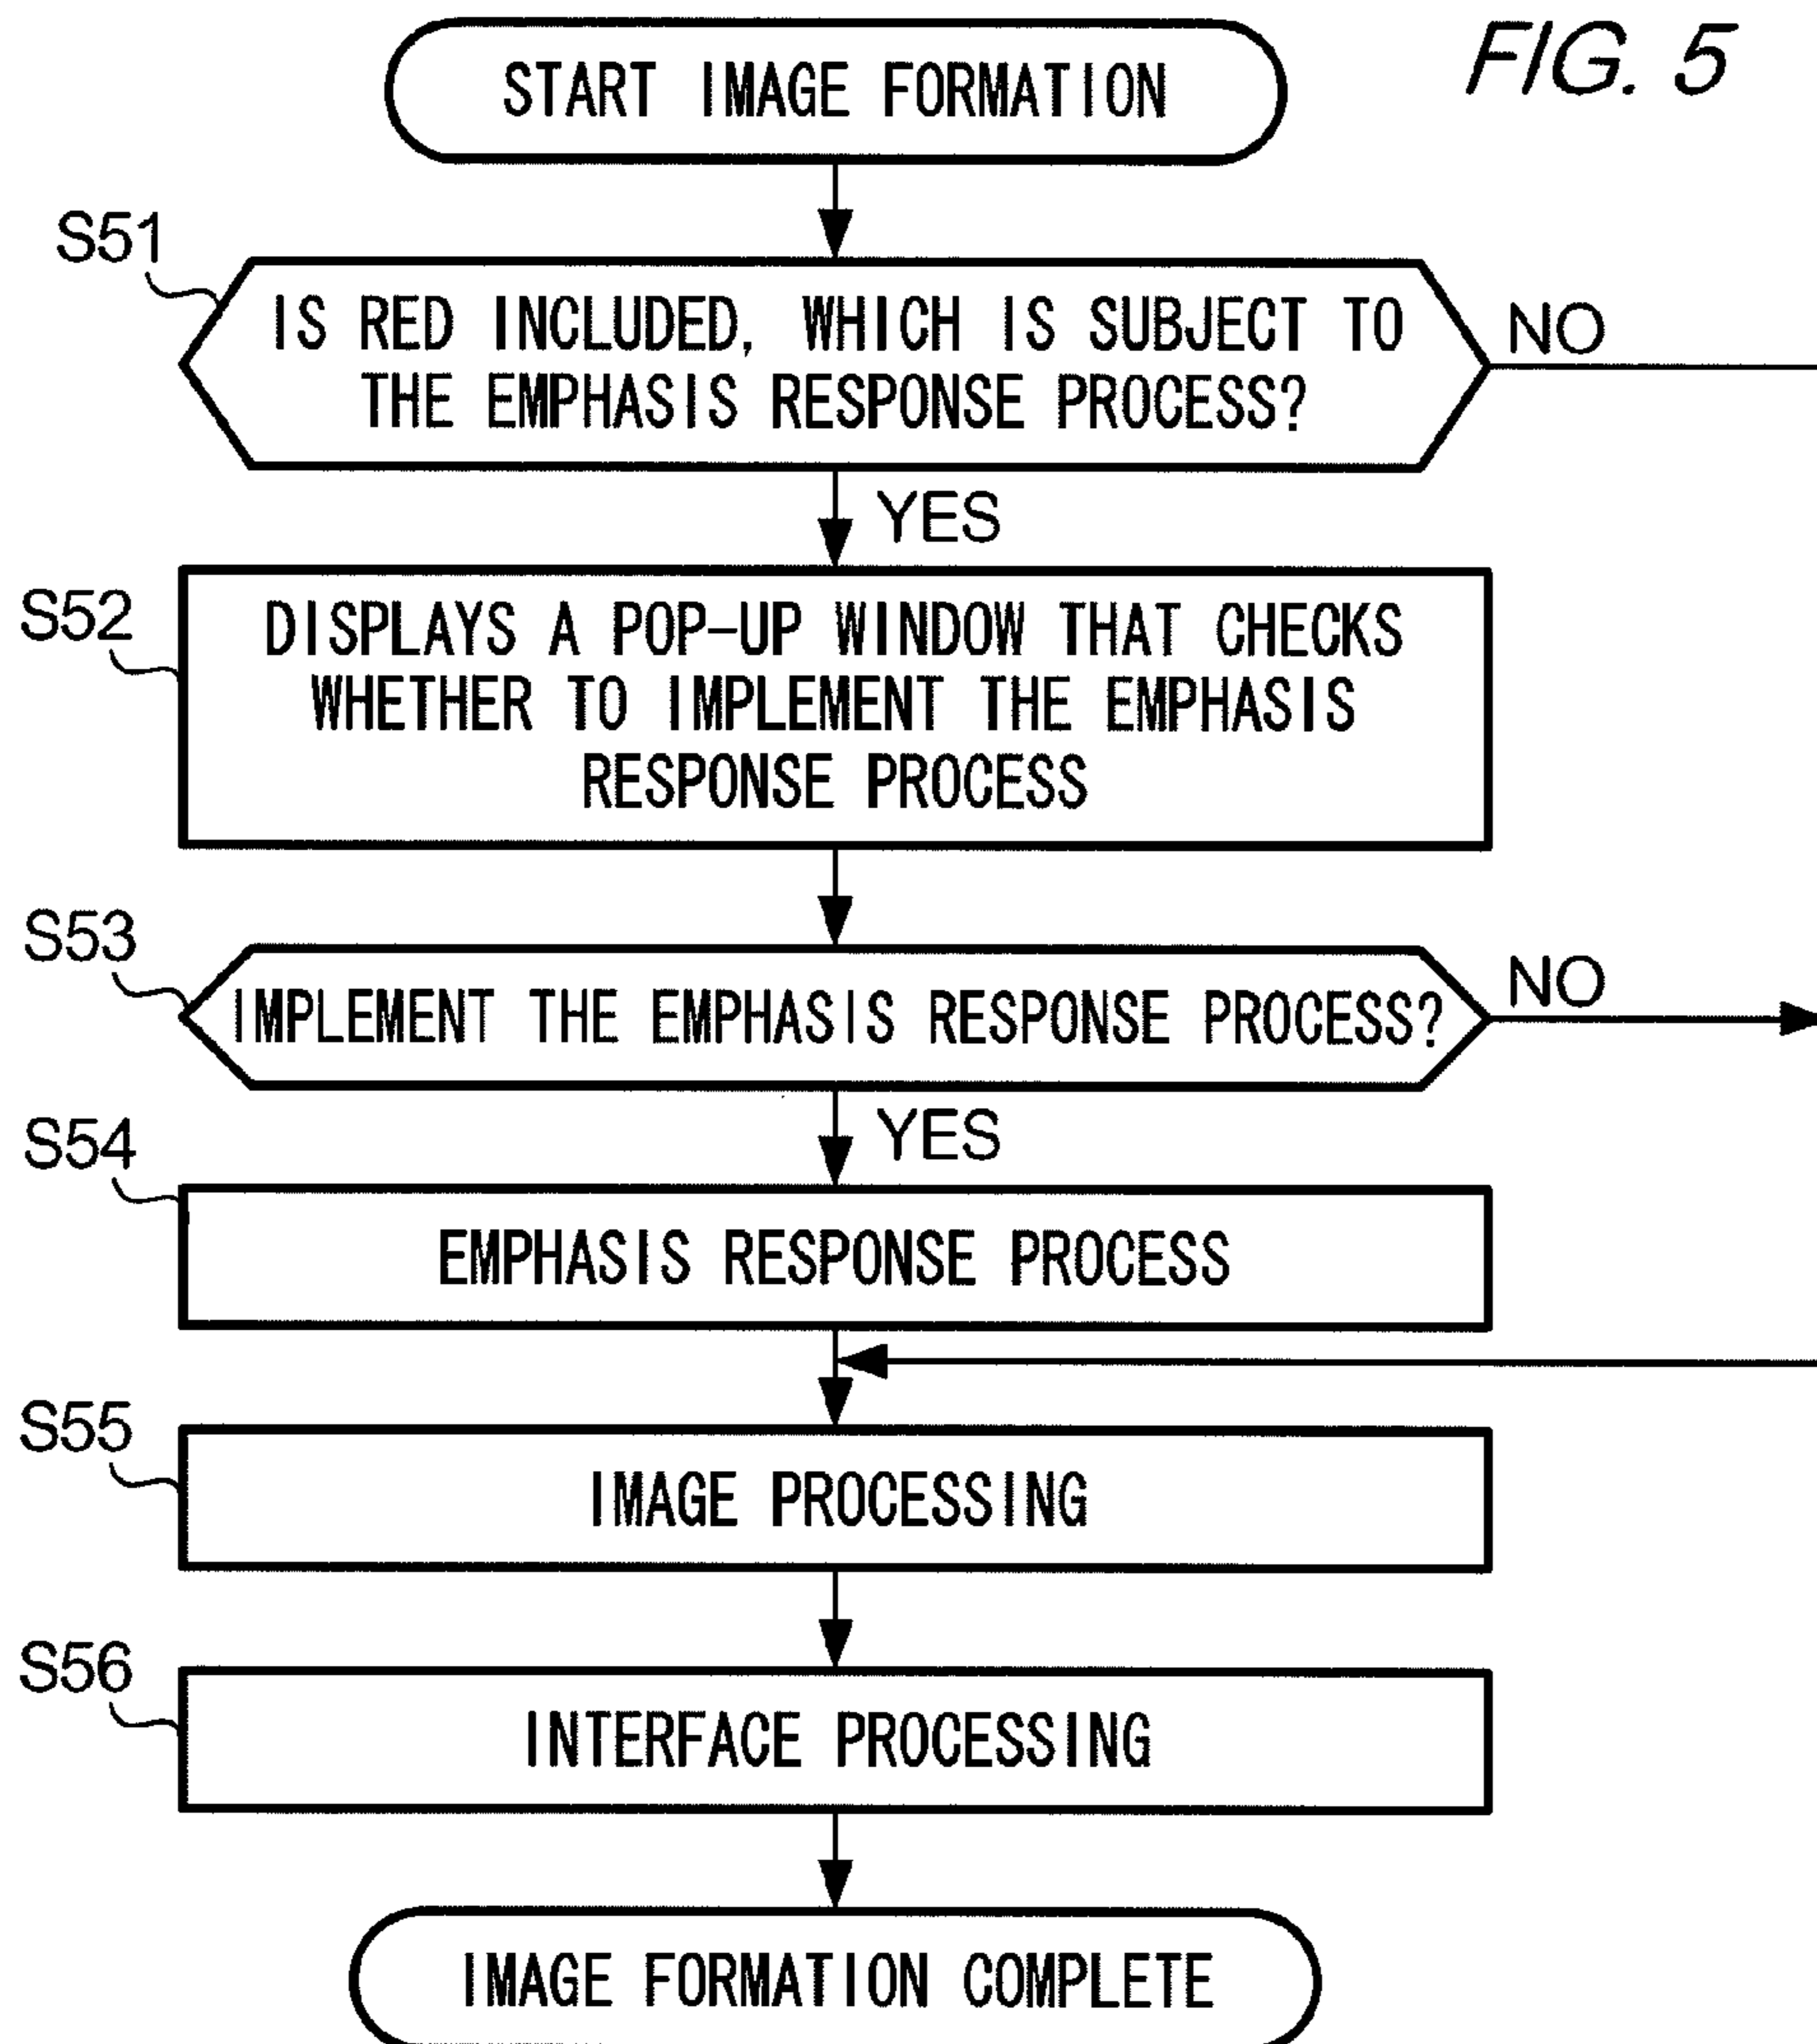 FIG. 5
START IMAGE FORMATION
S51
IS RED INCLUDED, WHICH IS SUBJECT TO
THE EMPHASIS RESPONSE PROCESS?
NO
YES
S52
DISPLAYS A POP-UP WINDOW THAT CHECKS
WHETHER TO IMPLEMENT THE EMPHASIS
RESPONSE PROCESS
S53
IMPLEMENT THE EMPHASIS RESPONSE PROCESS?
NO
YES
S54
EMPHASIS RESPONSE PROCESS
S55
IMAGE PROCESSING
S56
INTERFACE PROCESSING
IMAGE FORMATION COMPLETE